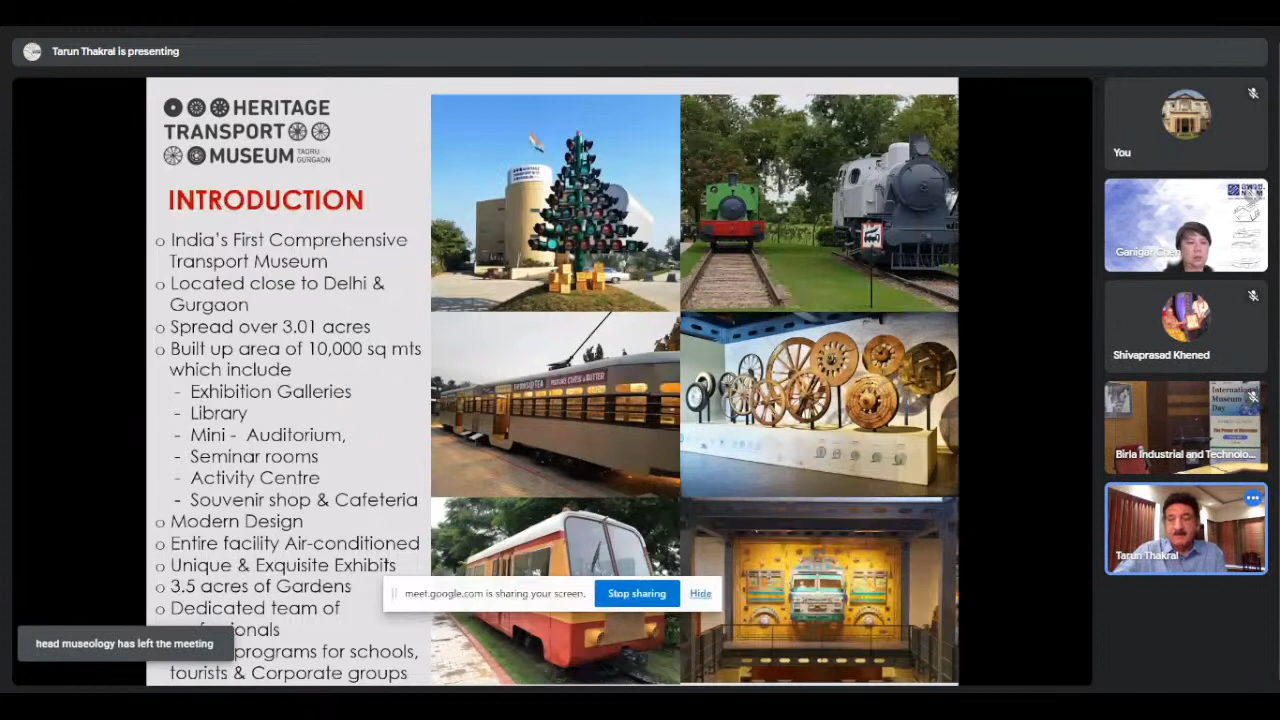 Tarun Thakral is presenting
HERITAGE
TRANSPORT
MUSEUM TAORU GURGAON
INTRODUCTION
India's First Comprehensive
Transport Museum
Located close to Delhi &
Gurgaon
Spread over 3.01 acres
Built up area of 10,000 sq mts
which include
- Exhibition Galleries
- Library
- Mini - Auditorium,
- Seminar rooms
- Activity Centre
- Souvenir shop & Cafeteria
Modern Design
Entire facility Air-conditioned
Unique & Exquisite Exhibits
3.5 acres of Gardens
Dedicated team of
programs for schools,
tourists & Corporate groups
head museology has left the meeting
meet.google.com is sharing your screen.
Stop sharing
Hide
You
Ganigar
Shivaprasad Khened
International
Museum
Day
Birla Industrial and Technolo...
Tarun Thakral